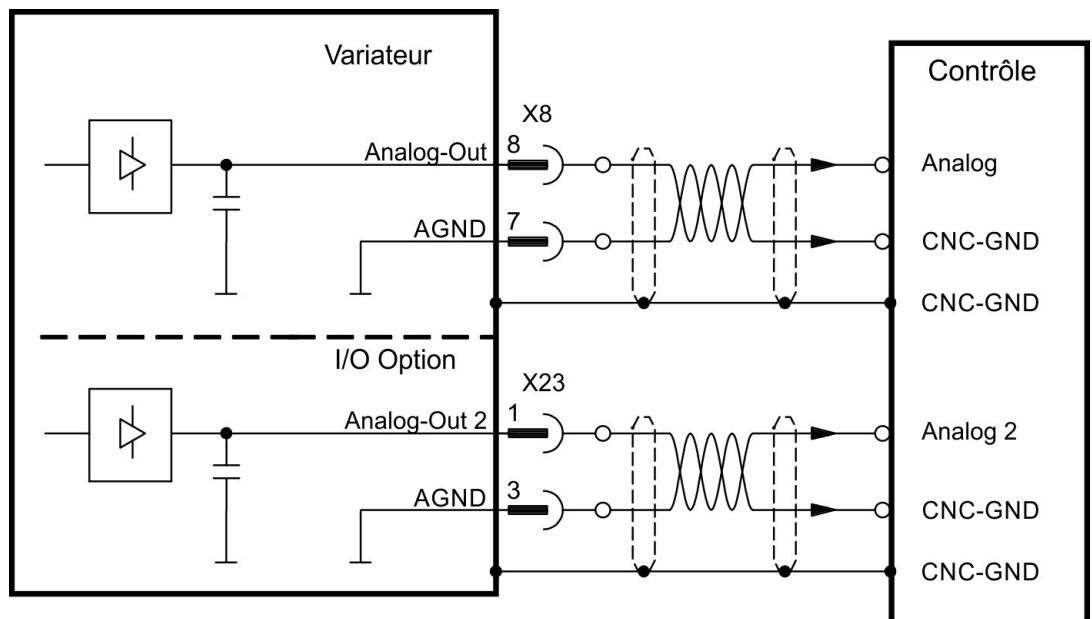 Variateur
Contrôle
X8
Analog-Out 8 Analog
AGND 7 CNC-GND
CNC-GND
I/O Option
X23
Analog-Out 2 1 Analog 2
AGND 3 CNC-GND
CNC-GND